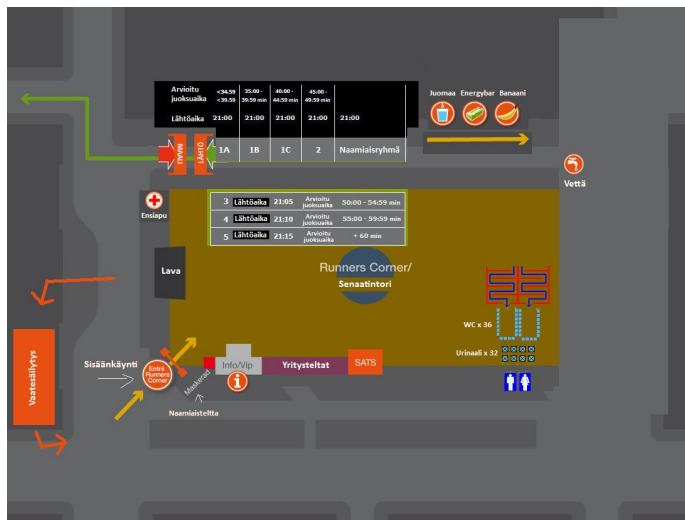 Arvioitu
juoksuaika
<34.59
<39.59
35:00 -
39:59 min
40:00 -
44:59 min
45:00 -
49:59 min
Lähtöaika 21:00 21:00 21:00 21:00 21:00
MAALI
LÄHTÖ
1A 1B 1C 2 Naamiaisryhmä
Juomaa Energybar Banaani
Vettä
Ensiapu
3 Lähtöaika 21:05 Arvioitu juoksuaika 50:00 - 54:59 min
4 Lähtöaika 21:10 Arvioitu juoksuaika 55:00 - 59:59 min
5 Lähtöaika 21:15 Arvioitu juoksuaika + 60 min
Lava
Runners Corner/
Senaatintori
WC x 36
Urinaali x 32
Vaatesäilytys
Sisäänkäynti
Entré
Runners
Corner
Maskerad
Info/Vip
Yritysteltat
SATS
Naamiaisteltta